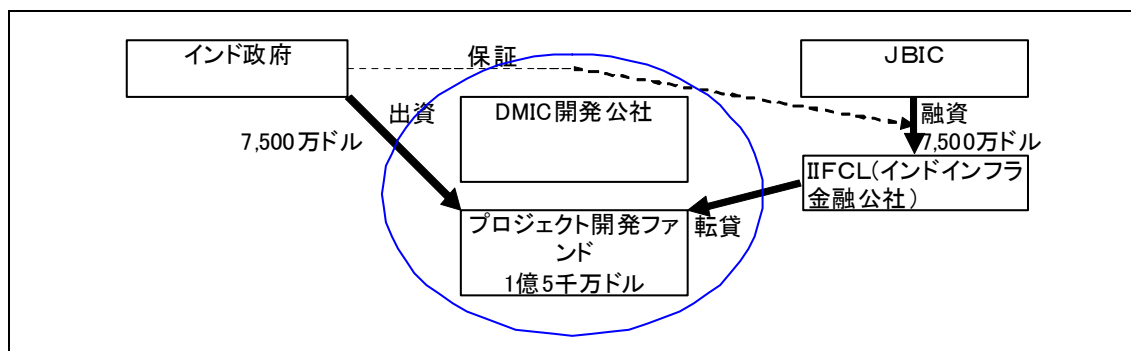 インド政府
保証
JBIC
出資
DMIC開発公社
融資
7,500万ドル
7,500万ドル
IIFCL(インドインフラ
金融公社)
プロジェクト開発ファ
ンド
転貸
1億5千万ドル